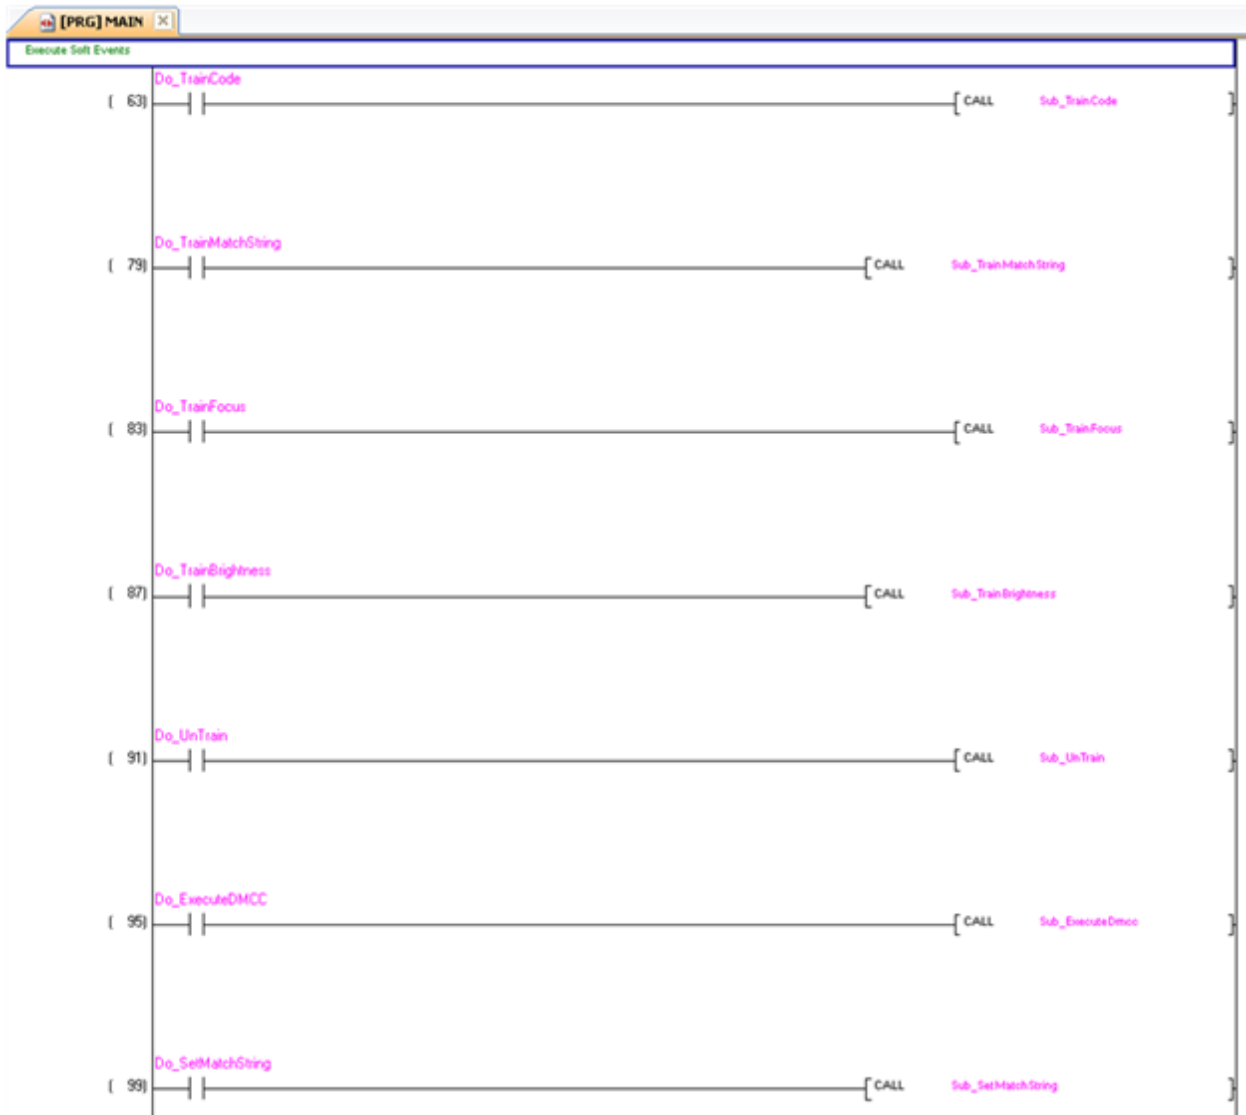 [PRG] MAIN
Execute Soft Events
Do_TrainCode
( 63) CALL Sub_TrainCode
Do_TrainMatchString
( 79) CALL Sub_TrainMatchString
Do_TrainFocus
( 83) CALL Sub_TrainFocus
Do_TrainBrightness
( 87) CALL Sub_TrainBrightness
Do_UnTrain
( 91) CALL Sub_UnTrain
Do_ExecuteDMCC
( 95) CALL Sub_ExecuteDmcc
Do_SetMatchString
( 99) CALL Sub_SetMatchString